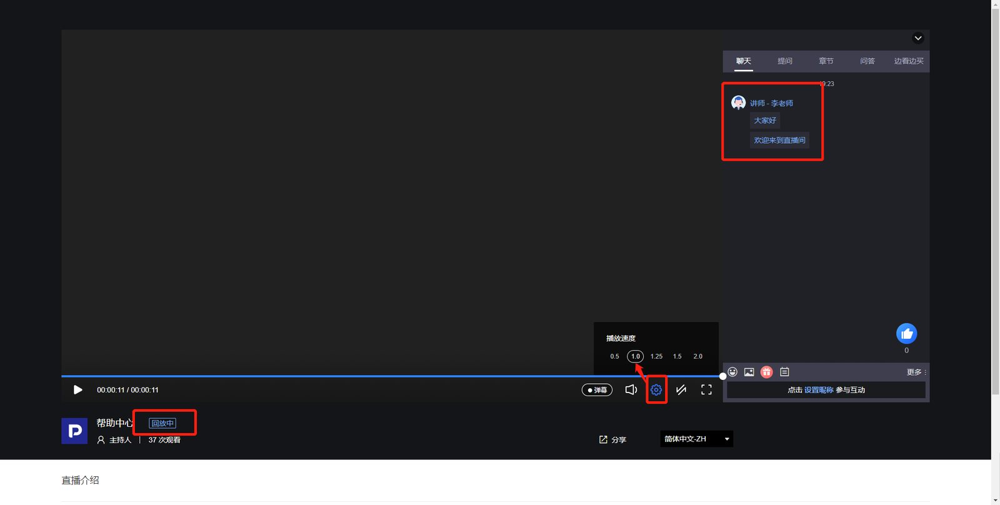 聊天 提问 章节 问答 边看边买
:23
讲师 - 李老师
大家好
欢迎来到直播间
播放速度
0.5 1.0 1.25 1.5 2.0
0
更多
00:00:11 / 00:00:11
弹幕
点击 设置昵称 参与互动
帮助中心 回放中
主持人 37 次观看
分享
简体中文-ZH
直播介绍